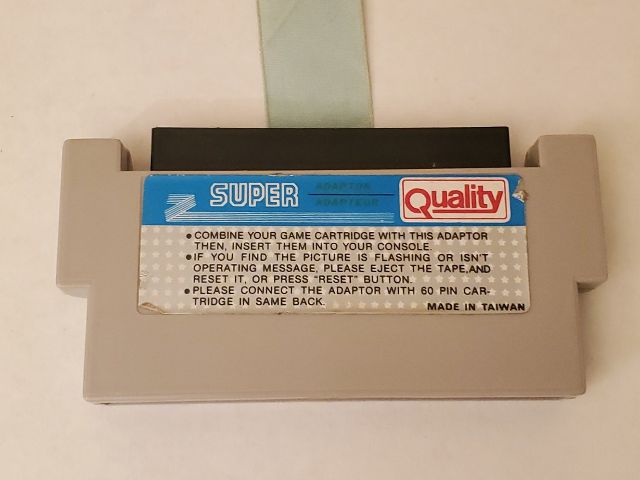 SUPER
ADAPTOR
ADAPTEUR
Quality
• COMBINE YOUR GAME CARTRIDGE WITH THIS ADAPTOR
THEN, INSERT THEM INTO YOUR CONSOLE.
• IF YOU FIND THE PICTURE IS FLASHING OR ISN'T
OPERATING MESSAGE, PLEASE EJECT THE TAPE,AND
RESET IT, OR PRESS "RESET" BUTTON.
• PLEASE CONNECT THE ADAPTOR WITH 60 PIN CAR-
TRIDGE IN SAME BACK.
MADE IN TAIWAN